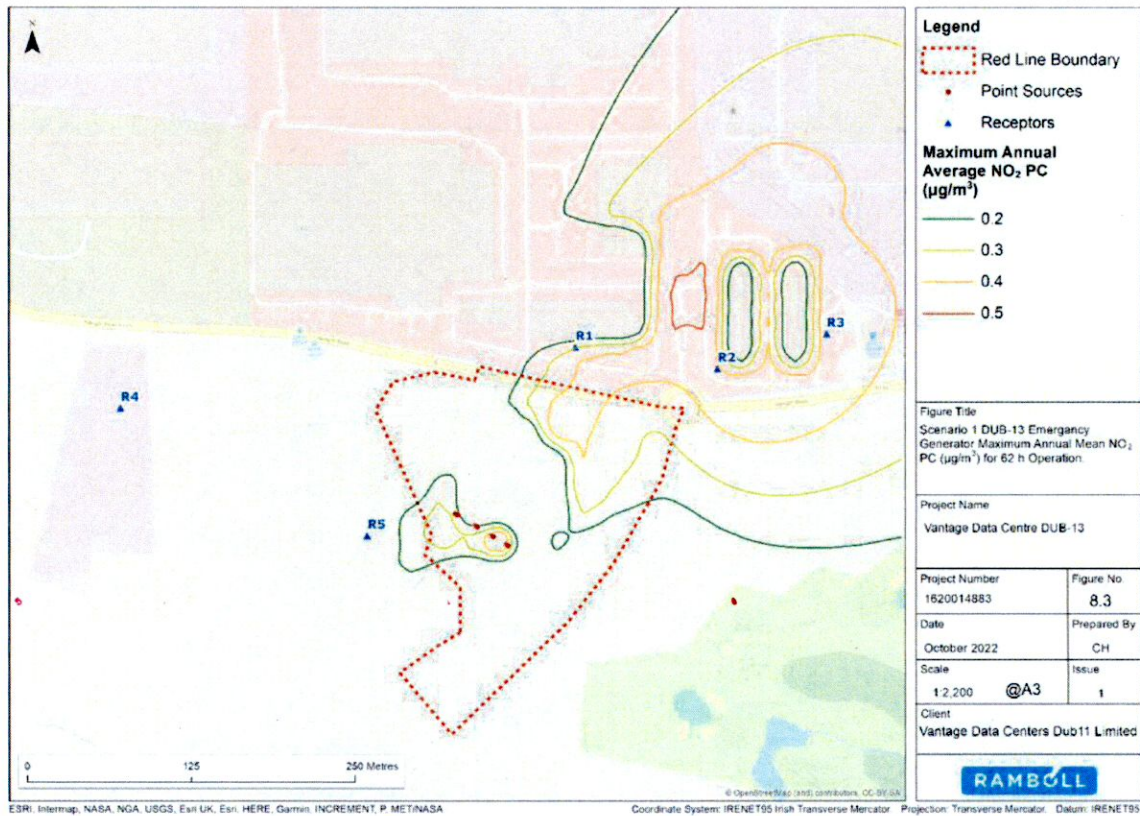 N
R1
R2
R3
R4
R5
0 125 250 Metres
© OpenStreetMap (and) contributors, CC-BY-SA
Legend
Red Line Boundary
Point Sources
Receptors
Maximum Annual
Average NO₂ PC
(µg/m³)
0.2
0.3
0.4
0.5
Figure Title
Scenario 1 DUB-13 Emergancy
Generator Maximum Annual Mean NO₂
PC (µg/m³) for 62 h Operation.
Project Name
Vantage Data Centre DUB-13
Project Number
1620014883
Figure No
8.3
Date
October 2022
Prepared By
CH
Scale
1:2,200 @A3
Issue
1
Client
Vantage Data Centers Dub11 Limited
RAMBOLL
ESRI, Intermap, NASA, NGA, USGS, Esri UK, Esri, HERE, Garmin, INCREMENT, P, METI/NASA
Coordinate System: IRENET95 Irish Transverse Mercator Projection: Transverse Mercator Datum: IRENET95